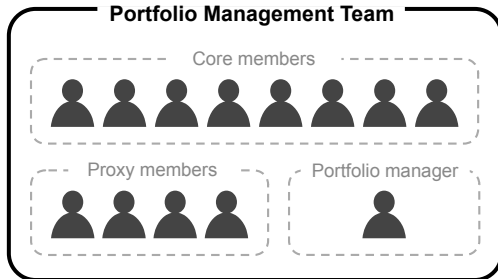 Portfolio Management Team
Core members
Proxy members
Portfolio manager